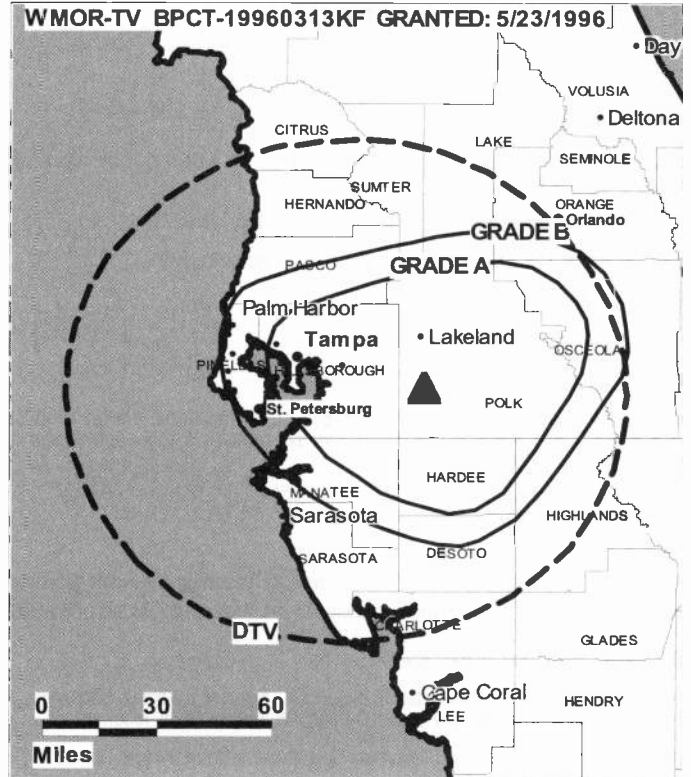 WMOR-TV BPCT-19960313KF GRANTED: 5/23/1996
Day
VOLUSIA
Deltona
CITRUS
LAKE
SEMINOLE
SUMTER
HERNANDO
ORANGE
Orlando
GRADE B
PASCO
GRADE A
Palm Harbor
Tampa
Lakeland
OSCEOLA
PINELLAS
HILLSBOROUGH
POLK
St. Petersburg
HARDEE
MANATEE
HIGHLANDS
Sarasota
SARASOTA
DESOTO
DTV
CHARLOTTE
GLADES
Cape Coral
HENDRY
LEE
0 30 60
Miles